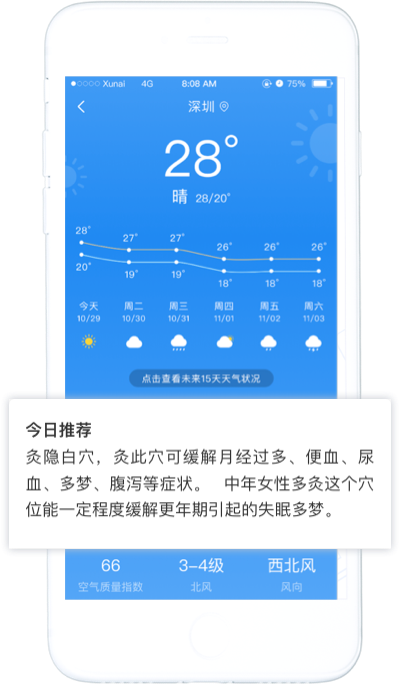 Xunai 4G 8:08 AM 75%
深圳
28°
晴 28/20°
28° 27° 27° 26° 26° 26°
20° 19° 19° 18° 18° 18°
今天 周二 周三 周四 周五 周六
10/29 10/30 10/31 11/01 11/02 11/03
点击查看未来15天天气状况
今日推荐
灸隐白穴，灸此穴可缓解月经过多、便血、尿
血、多梦、腹泻等症状。 中年女性多灸这个穴
位能一定程度缓解更年期引起的失眠多梦。
66 3-4级 西北风
空气质量指数 北风 风向